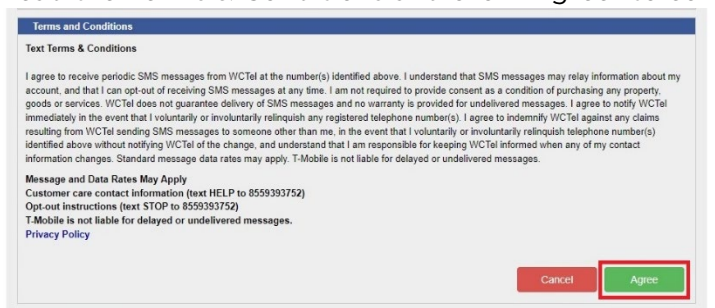 Terms and Conditions
Text Terms & Conditions
I agree to receive periodic SMS messages from WCTel at the number(s) identified above. I understand that SMS messages may relay information about my
account, and that I can opt-out of receiving SMS messages at any time. I am not required to provide consent as a condition of purchasing any property,
goods or services. WCTel does not guarantee delivery of SMS messages and no warranty is provided for undelivered messages. I agree to notify WCTel
immediately in the event that I voluntarily or involuntarily relinquish any registered telephone number(s). I agree to indemnify WCTel against any claims
resulting from WCTel sending SMS messages to someone other than me, in the event that I voluntarily or involuntarily relinquish telephone number(s)
identified above without notifying WCTel of the change, and understand that I am responsible for keeping WCTel informed when any of my contact
information changes. Standard message data rates may apply. T-Mobile is not liable for delayed or undelivered messages.
Message and Data Rates May Apply
Customer care contact information (text HELP to 8559393752)
Opt-out instructions (text STOP to 8559393752)
T-Mobile is not liable for delayed or undelivered messages.
Privacy Policy
Cancel Agree